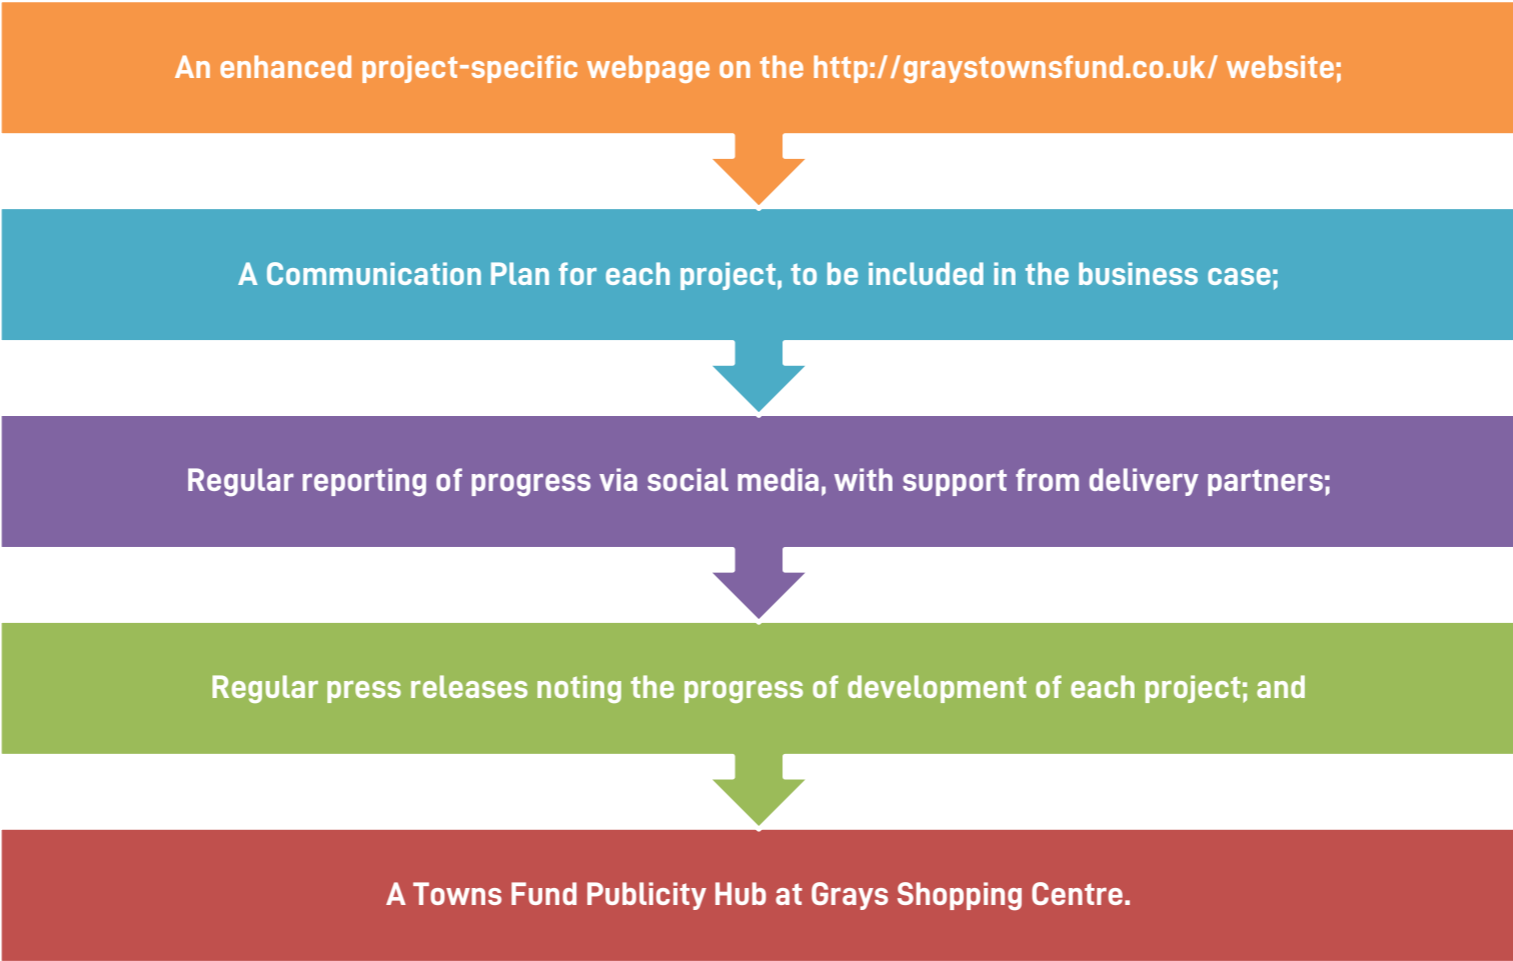 An enhanced project-specific webpage on the http://graystownsfund.co.uk/ website;
A Communication Plan for each project, to be included in the business case;
Regular reporting of progress via social media, with support from delivery partners;
Regular press releases noting the progress of development of each project; and
A Towns Fund Publicity Hub at Grays Shopping Centre.